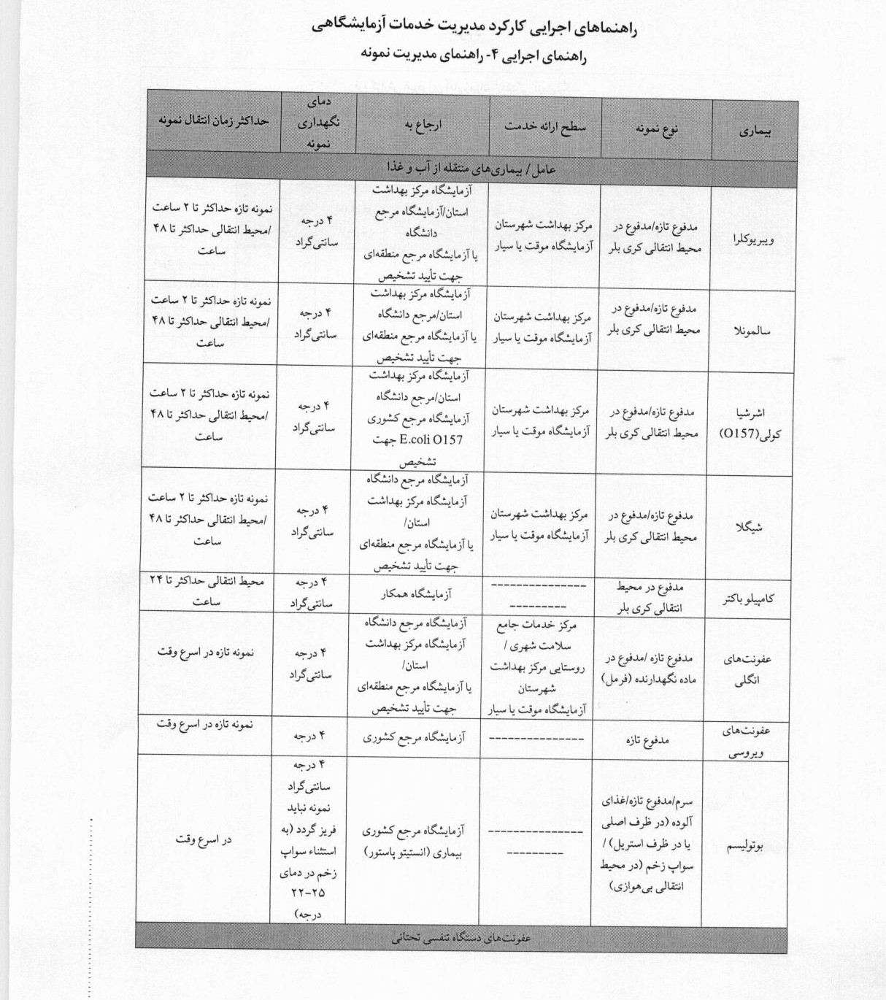 راهنماهای اجرایی کارکرد مدیریت خدمات آزمایشگاهی
راهنمای اجرایی ۴- راهنمای مدیریت نمونه
بیماری
نوع نمونه
سطح ارائه خدمت
ارجاع به
دمای
نگهداری
نمونه
حداکثر زمان انتقال نمونه
عامل/ بیماری‌های منتقله از آب و غذا
ویبریوکلرا
مدفوع تازه/مدفوع در
محیط انتقالی کری بلر
مرکز بهداشت شهرستان
آزمایشگاه موقت یا سیار
آزمایشگاه مرکز بهداشت
استان/آزمایشگاه مرجع
دانشگاه
یا آزمایشگاه مرجع منطقه‌ای
جهت تأیید تشخیص
۴ درجه
سانتی‌گراد
نمونه تازه حداکثر تا ۲ ساعت
/محیط انتقالی حداکثر تا ۴۸
ساعت
سالمونلا
مدفوع تازه/مدفوع در
محیط انتقالی کری بلر
مرکز بهداشت شهرستان
آزمایشگاه موقت یا سیار
آزمایشگاه مرکز بهداشت
استان/مرجع دانشگاه
یا آزمایشگاه مرجع منطقه‌ای
جهت تأیید تشخیص
۴ درجه
سانتی‌گراد
نمونه تازه حداکثر تا ۲ ساعت
/محیط انتقالی حداکثر تا ۴۸
ساعت
اشرشیا
کولی(O157)
مدفوع تازه/مدفوع در
محیط انتقالی کری بلر
مرکز بهداشت شهرستان
آزمایشگاه موقت یا سیار
آزمایشگاه مرکز بهداشت
استان/مرجع دانشگاه
آزمایشگاه مرجع کشوری
E.coli O157 جهت
تشخیص
۴ درجه
سانتی‌گراد
نمونه تازه حداکثر تا ۲ ساعت
/محیط انتقالی حداکثر تا ۴۸
ساعت
شیگلا
مدفوع تازه/مدفوع در
محیط انتقالی کری بلر
مرکز بهداشت شهرستان
آزمایشگاه موقت یا سیار
آزمایشگاه مرجع دانشگاه
آزمایشگاه مرکز بهداشت
استان/
یا آزمایشگاه مرجع منطقه‌ای
جهت تأیید تشخیص
۴ درجه
سانتی‌گراد
نمونه تازه حداکثر تا ۲ ساعت
/محیط انتقالی حداکثر تا ۴۸
ساعت
کامپیلو باکتر
مدفوع در محیط
انتقالی کری بلر
---------------
---------
آزمایشگاه همکار
۴ درجه
سانتی‌گراد
محیط انتقالی حداکثر تا ۲۴
ساعت
عفونت‌های
انگلی
مدفوع تازه /مدفوع در
ماده نگهدارنده (فرمل)
مرکز خدمات جامع
سلامت شهری /
روستایی مرکز بهداشت
شهرستان
آزمایشگاه موقت یا سیار
آزمایشگاه مرجع دانشگاه
آزمایشگاه مرکز بهداشت
استان/
یا آزمایشگاه مرجع منطقه‌ای
جهت تأیید تشخیص
۴ درجه
سانتی‌گراد
نمونه تازه در اسرع وقت
عفونت‌های
ویروسی
مدفوع تازه
---------------
آزمایشگاه مرجع کشوری
۴ درجه
نمونه تازه در اسرع وقت
بوتولیسم
سرم/مدفوع تازه/غذای
آلوده (در ظرف اصلی
یا در ظرف استریل) /
سواپ زخم (در محیط
انتقالی بی‌هوازی)
---------------
---------
آزمایشگاه مرجع کشوری
بیماری (انستیتو پاستور)
۴ درجه
سانتی‌گراد
نمونه نباید
فریز گردد (به
استثناء سواپ
زخم در دمای
۲۲-۲۵
درجه)
در اسرع وقت
عفونت‌های دستگاه تنفسی تحتانی